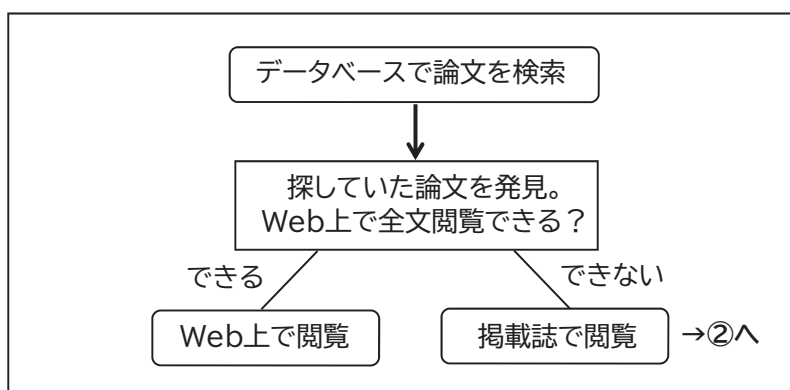 データベースで論文を検索
探していた論文を発見。
Web上で全文閲覧できる？
できる
できない
Web上で閲覧
掲載誌で閲覧
→②へ